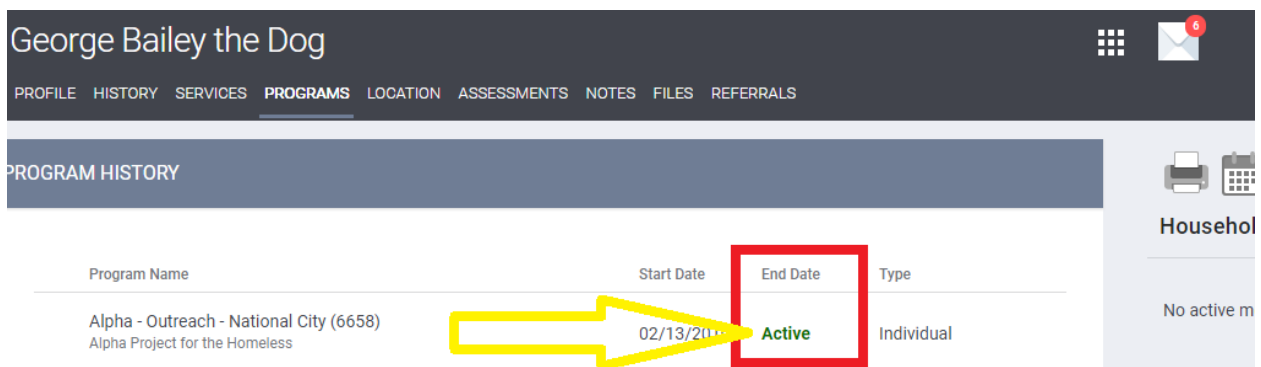 George Bailey the Dog
6
PROFILE HISTORY SERVICES PROGRAMS LOCATION ASSESSMENTS NOTES FILES REFERRALS
PROGRAM HISTORY
Househol
Program Name Start Date End Date Type
Alpha - Outreach - National City (6658) Active Individual
Alpha Project for the Homeless
No active m